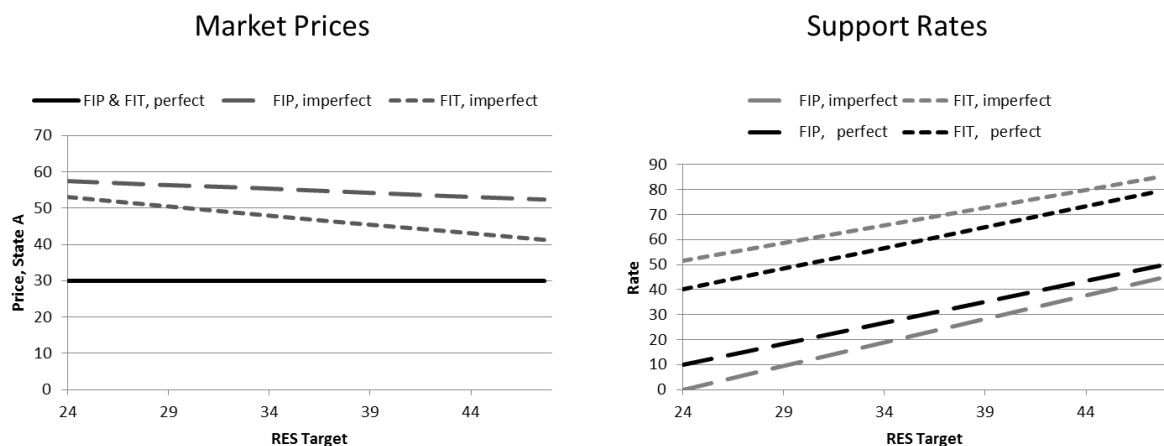 Market Prices
FIP & FIT, perfect FIP, imperfect FIT, imperfect
70
60
50
40
30
20
10
0
Price, State A
24 29 34 39 44
RES Target
Support Rates
FIP, imperfect FIT, imperfect
FIP, perfect FIT, perfect
90
80
70
60
50
40
30
20
10
0
Rate
24 29 34 39 44
RES Target